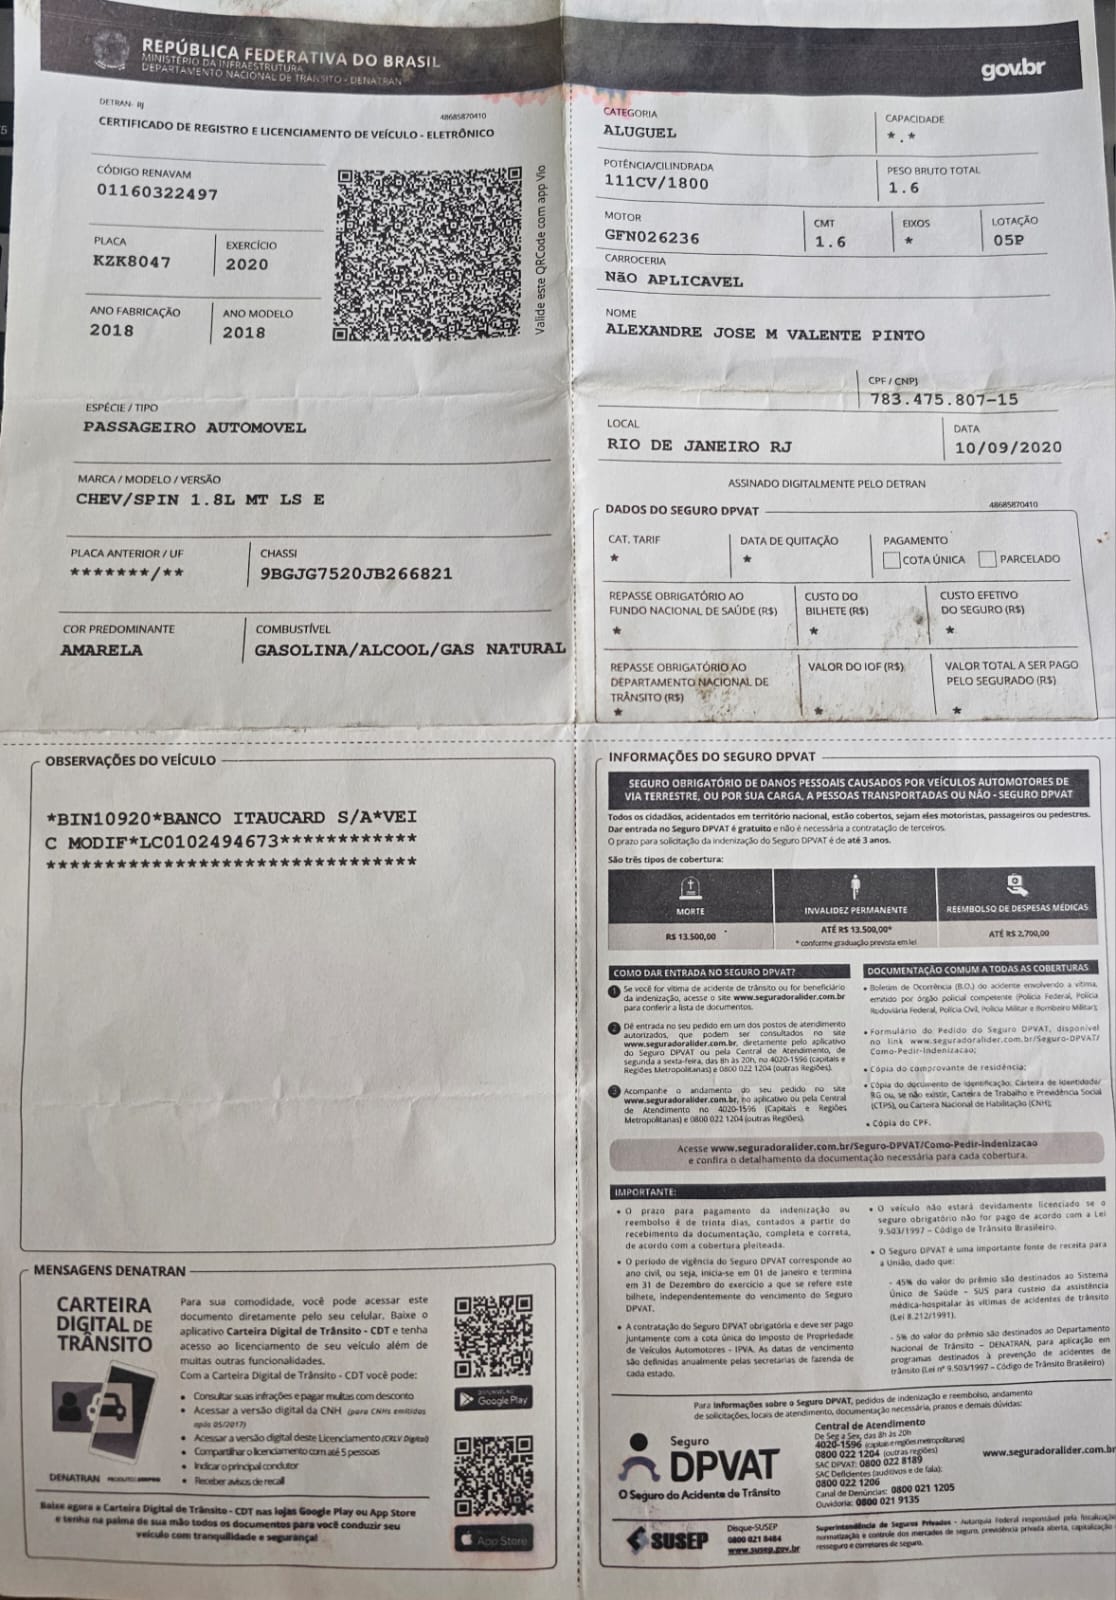 REPÚBLICA FEDERATIVA DO BRASIL
MINISTÉRIO DA INFRAESTRUTURA
DEPARTAMENTO NACIONAL DE TRÂNSITO - DENATRAN
gov.br
DETRAN- RJ
48685870410
CERTIFICADO DE REGISTRO E LICENCIAMENTO DE VEÍCULO - ELETRÔNICO
CÓDIGO RENAVAM
01160322497
PLACA
KZK8047
EXERCÍCIO
2020
ANO FABRICAÇÃO
2018
ANO MODELO
2018
Valide este QRCode com app Vio
ESPÉCIE / TIPO
PASSAGEIRO AUTOMOVEL
MARCA / MODELO / VERSÃO
CHEV/SPIN 1.8L MT LS E
PLACA ANTERIOR / UF
*******/**
CHASSI
9BGJG7520JB266821
COR PREDOMINANTE
AMARELA
COMBUSTÍVEL
GASOLINA/ALCOOL/GAS NATURAL
CATEGORIA
ALUGUEL
CAPACIDADE
*.*
POTÊNCIA/CILINDRADA
111CV/1800
PESO BRUTO TOTAL
1.6
MOTOR
GFN026236
CMT
1.6
EIXOS
*
LOTAÇÃO
05P
CARROCERIA
NãO APLICAVEL
NOME
ALEXANDRE JOSE M VALENTE PINTO
CPF / CNPJ
783.475.807-15
LOCAL
RIO DE JANEIRO RJ
DATA
10/09/2020
ASSINADO DIGITALMENTE PELO DETRAN
48685870410
DADOS DO SEGURO DPVAT
CAT. TARIF
*
DATA DE QUITAÇÃO
*
PAGAMENTO
COTA ÚNICA
PARCELADO
REPASSE OBRIGATÓRIO AO
FUNDO NACIONAL DE SAÚDE (R$)
*
CUSTO DO
BILHETE (R$)
*
CUSTO EFETIVO
DO SEGURO (R$)
*
REPASSE OBRIGATÓRIO AO
DEPARTAMENTO NACIONAL DE
TRÂNSITO (R$)
*
VALOR DO IOF (R$)
*
VALOR TOTAL A SER PAGO
PELO SEGURADO (R$)
*
OBSERVAÇÕES DO VEÍCULO
*BIN10920*BANCO ITAUCARD S/A*VEI
C MODIF*LC0102494673************
********************************
MENSAGENS DENATRAN
CARTEIRA
DIGITAL DE
TRÂNSITO
DENATRAN
Para sua comodidade, você pode acessar este
documento diretamente pelo seu celular. Baixe o
aplicativo Carteira Digital de Trânsito - CDT e tenha
acesso ao licenciamento de seu veículo além de
muitas outras funcionalidades.
Com a Carteira Digital de Trânsito - CDT você pode:
• Consultar suas infrações e pagar multas com desconto
• Acessar a versão digital da CNH (para CNHs emitidas
após 05/2017)
• Acessar a versão digital deste Licenciamento (CRLV Digital)
• Compartilhar o licenciamento com até 5 pessoas
• Indicar o principal condutor
• Receber avisos de recall
Google Play
App Store
Baixe agora a Carteira Digital de Trânsito - CDT nas lojas Google Play ou App Store
e tenha na palma de sua mão todos os documentos para você conduzir seu
veículo com tranquilidade e segurança!
INFORMAÇÕES DO SEGURO DPVAT
SEGURO OBRIGATÓRIO DE DANOS PESSOAIS CAUSADOS POR VEÍCULOS AUTOMOTORES DE
VIA TERRESTRE, OU POR SUA CARGA, A PESSOAS TRANSPORTADAS OU NÃO - SEGURO DPVAT
Todos os cidadãos, acidentados em território nacional, estão cobertos, sejam eles motoristas, passageiros ou pedestres.
Dar entrada no Seguro DPVAT é gratuito e não é necessária a contratação de terceiros.
O prazo para solicitação da indenização do Seguro DPVAT é de até 3 anos.
São três tipos de cobertura:
MORTE
R$ 13.500,00
INVALIDEZ PERMANENTE
ATÉ R$ 13.500,00*
* conforme graduação prevista em lei
REEMBOLSO DE DESPESAS MÉDICAS
ATÉ R$ 2.700,00
COMO DAR ENTRADA NO SEGURO DPVAT?
1 Se você for vítima de acidente de trânsito ou for beneficiário
da indenização, acesse o site www.seguradoralider.com.br
para conferir a lista de documentos.
2 Dê entrada no seu pedido em um dos postos de atendimento
autorizados, que podem ser consultados no site
www.seguradoralider.com.br, diretamente pelo aplicativo
do Seguro DPVAT ou pela Central de Atendimento, de
segunda a sexta-feira, das 8h às 20h, no 4020-1596 (capitais e
Regiões Metropolitanas) e 0800 022 1204 (outras Regiões).
3 Acompanhe o andamento do seu pedido no site
www.seguradoralider.com.br, no aplicativo ou pela Central
de Atendimento no 4020-1596 (Capitais e Regiões
Metropolitanas) e 0800 022 1204 (outras Regiões).
DOCUMENTAÇÃO COMUM A TODAS AS COBERTURAS
• Boletim de Ocorrência (B.O.) do acidente envolvendo a vítima,
emitido por órgão policial competente (Polícia Federal, Polícia
Rodoviária Federal, Polícia Civil, Polícia Militar e Bombeiro Militar);
• Formulário do Pedido do Seguro DPVAT, disponível
no link www.seguradoralider.com.br/Seguro-DPVAT/
Como-Pedir-Indenizacao;
• Cópia do comprovante de residência;
• Cópia do documento de identificação: Carteira de Identidade/
RG ou, se não existir, Carteira de Trabalho e Previdência Social
(CTPS), ou Carteira Nacional de Habilitação (CNH);
• Cópia do CPF.
Acesse www.seguradoralider.com.br/Seguro-DPVAT/Como-Pedir-Indenizacao
e confira o detalhamento da documentação necessária para cada cobertura.
IMPORTANTE:
• O prazo para pagamento da indenização ou
reembolso é de trinta dias, contados a partir do
recebimento da documentação, completa e correta,
de acordo com a cobertura pleiteada.
• O período de vigência do Seguro DPVAT corresponde ao
ano civil, ou seja, inicia-se em 01 de Janeiro e termina
em 31 de Dezembro do exercício a que se refere este
bilhete, independentemente do vencimento do Seguro
DPVAT.
• A contratação do Seguro DPVAT obrigatória e deve ser pago
juntamente com a cota única do Imposto de Propriedade
de Veículos Automotores - IPVA. As datas de vencimento
são definidas anualmente pelas secretarias de fazenda de
cada estado.
• O veículo não estará devidamente licenciado se o
seguro obrigatório não for pago de acordo com a Lei
9.503/1997 – Código de Trânsito Brasileiro.
• O Seguro DPVAT é uma importante fonte de receita para
a União, dado que:
- 45% do valor do prêmio são destinados ao Sistema
Único de Saúde – SUS para custeio da assistência
médica-hospitalar às vítimas de acidentes de trânsito
(Lei 8.212/1991).
- 5% do valor do prêmio são destinados ao Departamento
Nacional de Trânsito – DENATRAN, para aplicação em
programas destinados à prevenção de acidentes de
trânsito (Lei nº 9.503/1997 – Código de Trânsito Brasileiro)
Para informações sobre o Seguro DPVAT, pedidos de indenização e reembolso, andamento
de solicitações, locais de atendimento, documentação necessária, prazos e demais dúvidas:
Seguro
DPVAT
O Seguro do Acidente de Trânsito
Central de Atendimento
De Seg a Sex, das 8h às 20h
4020-1596 (capitais e regiões metropolitanas)
0800 022 1204 (outras regiões)
SAC DPVAT: 0800 022 8189
SAC Deficientes (auditivos e de fala):
0800 022 1206
Canal de Denúncias: 0800 021 1205
Ouvidoria: 0800 021 9135
www.seguradoralider.com.br
SUSEP
Disque-SUSEP
0800 021 8484
www.susep.gov.br
Superintendência de Seguros Privados - Autarquia Federal responsável pela fiscalização,
normatização e controle dos mercados de seguro, previdência privada aberta, capitalização,
resseguro e corretores de seguro.